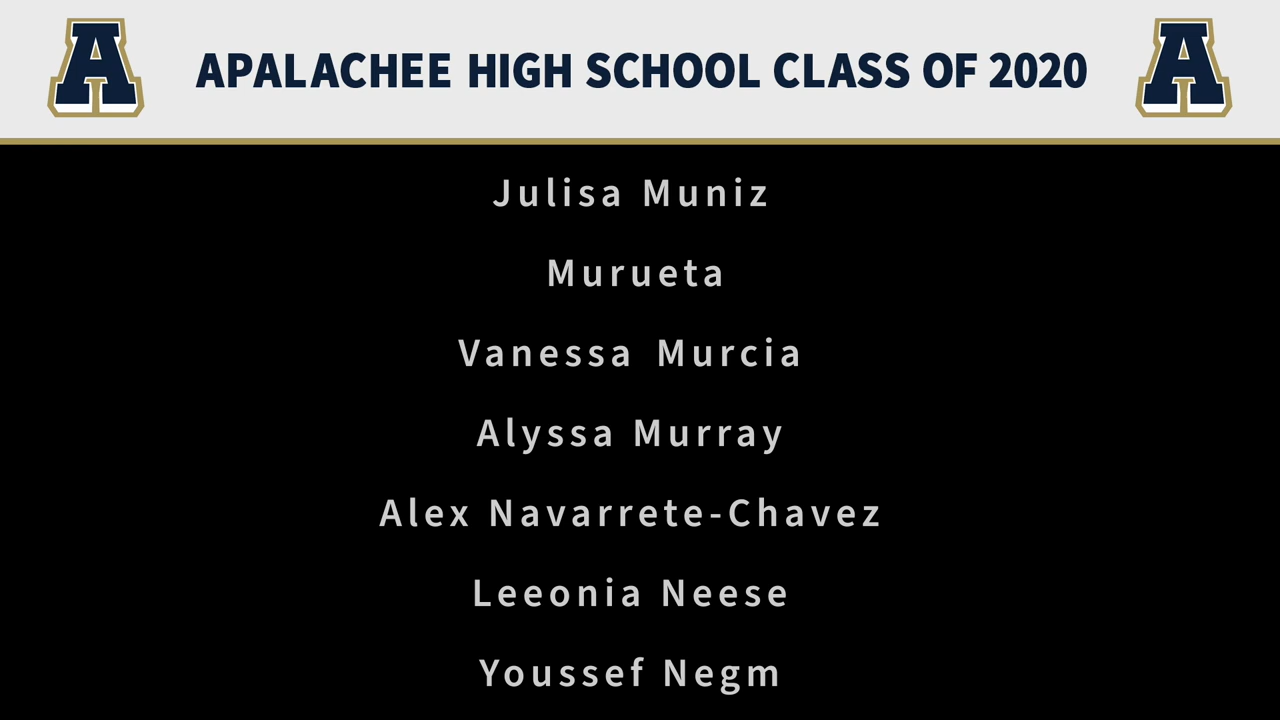 A APALACHEE HIGH SCHOOL CLASS OF 2020 A
Julisa Muniz
Murueta
Vanessa Murcia
Alyssa Murray
Alex Navarrete-Chavez
Leeonia Neese
Youssef Negm